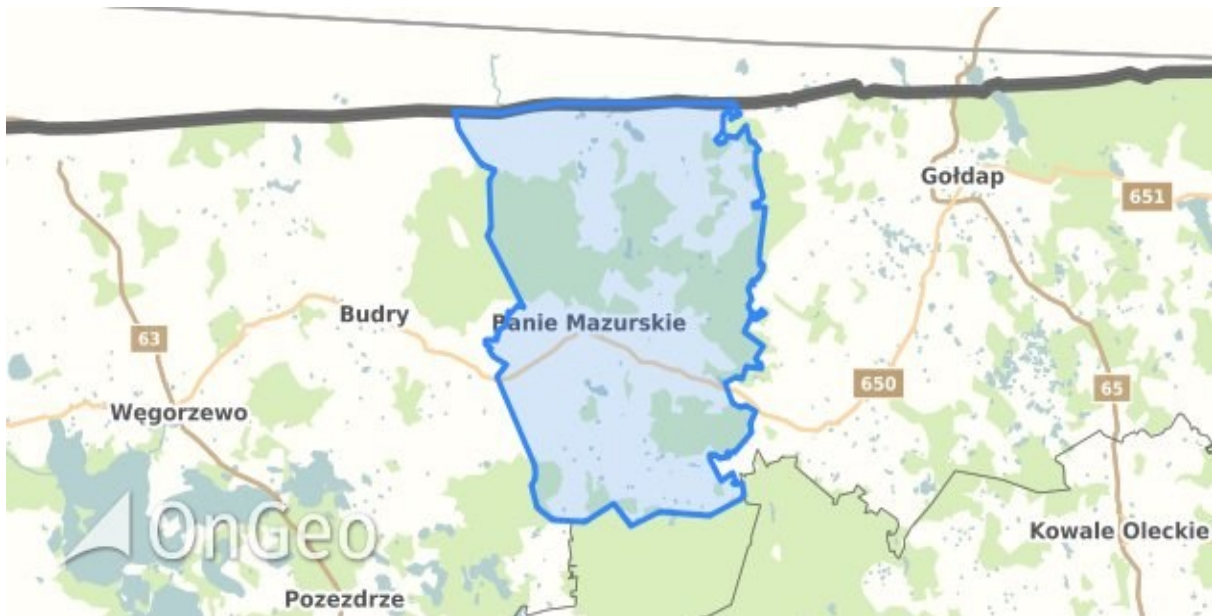 Gołdap
651
Banie Mazurskie
Budry
63
650
65
Węgorzewo
OnGeo
Kowale Oleckie
Pozezdrze